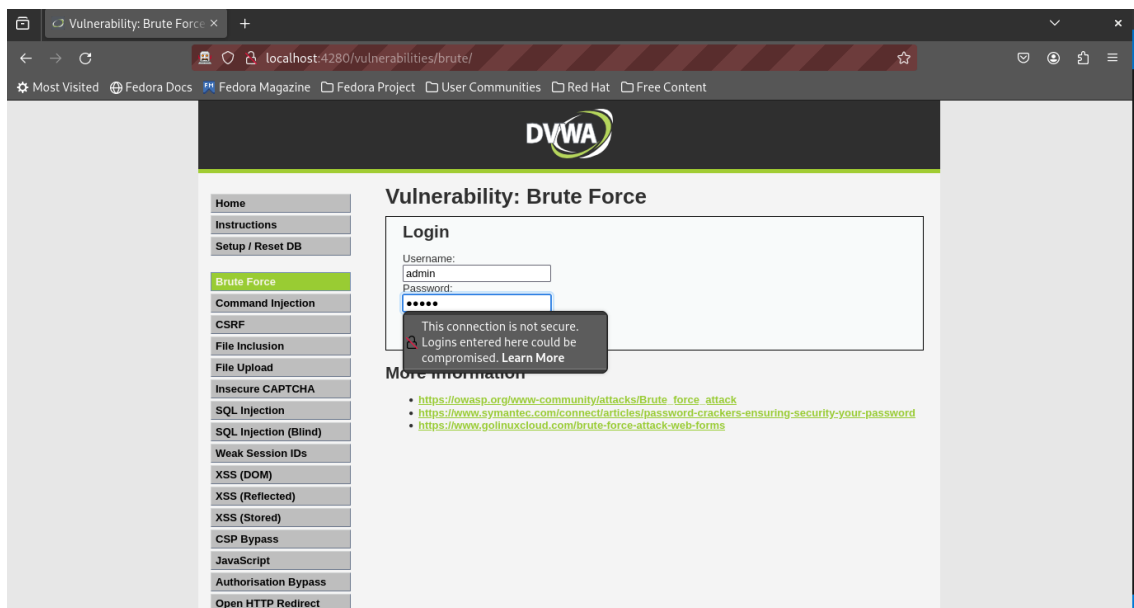 Vulnerability: Brute Force
localhost:4280/vulnerabilities/brute/
Most Visited Fedora Docs Fedora Magazine Fedora Project User Communities Red Hat Free Content
DVWA
Home
Instructions
Setup / Reset DB
Brute Force
Command Injection
CSRF
File Inclusion
File Upload
Insecure CAPTCHA
SQL Injection
SQL Injection (Blind)
Weak Session IDs
XSS (DOM)
XSS (Reflected)
XSS (Stored)
CSP Bypass
JavaScript
Authorisation Bypass
Open HTTP Redirect
Vulnerability: Brute Force
Login
Username:
admin
Password:
•••••
This connection is not secure.
Logins entered here could be
compromised. Learn More
More Information
https://owasp.org/www-community/attacks/Brute_force_attack
https://www.symantec.com/connect/articles/password-crackers-ensuring-security-your-password
https://www.golinuxcloud.com/brute-force-attack-web-forms